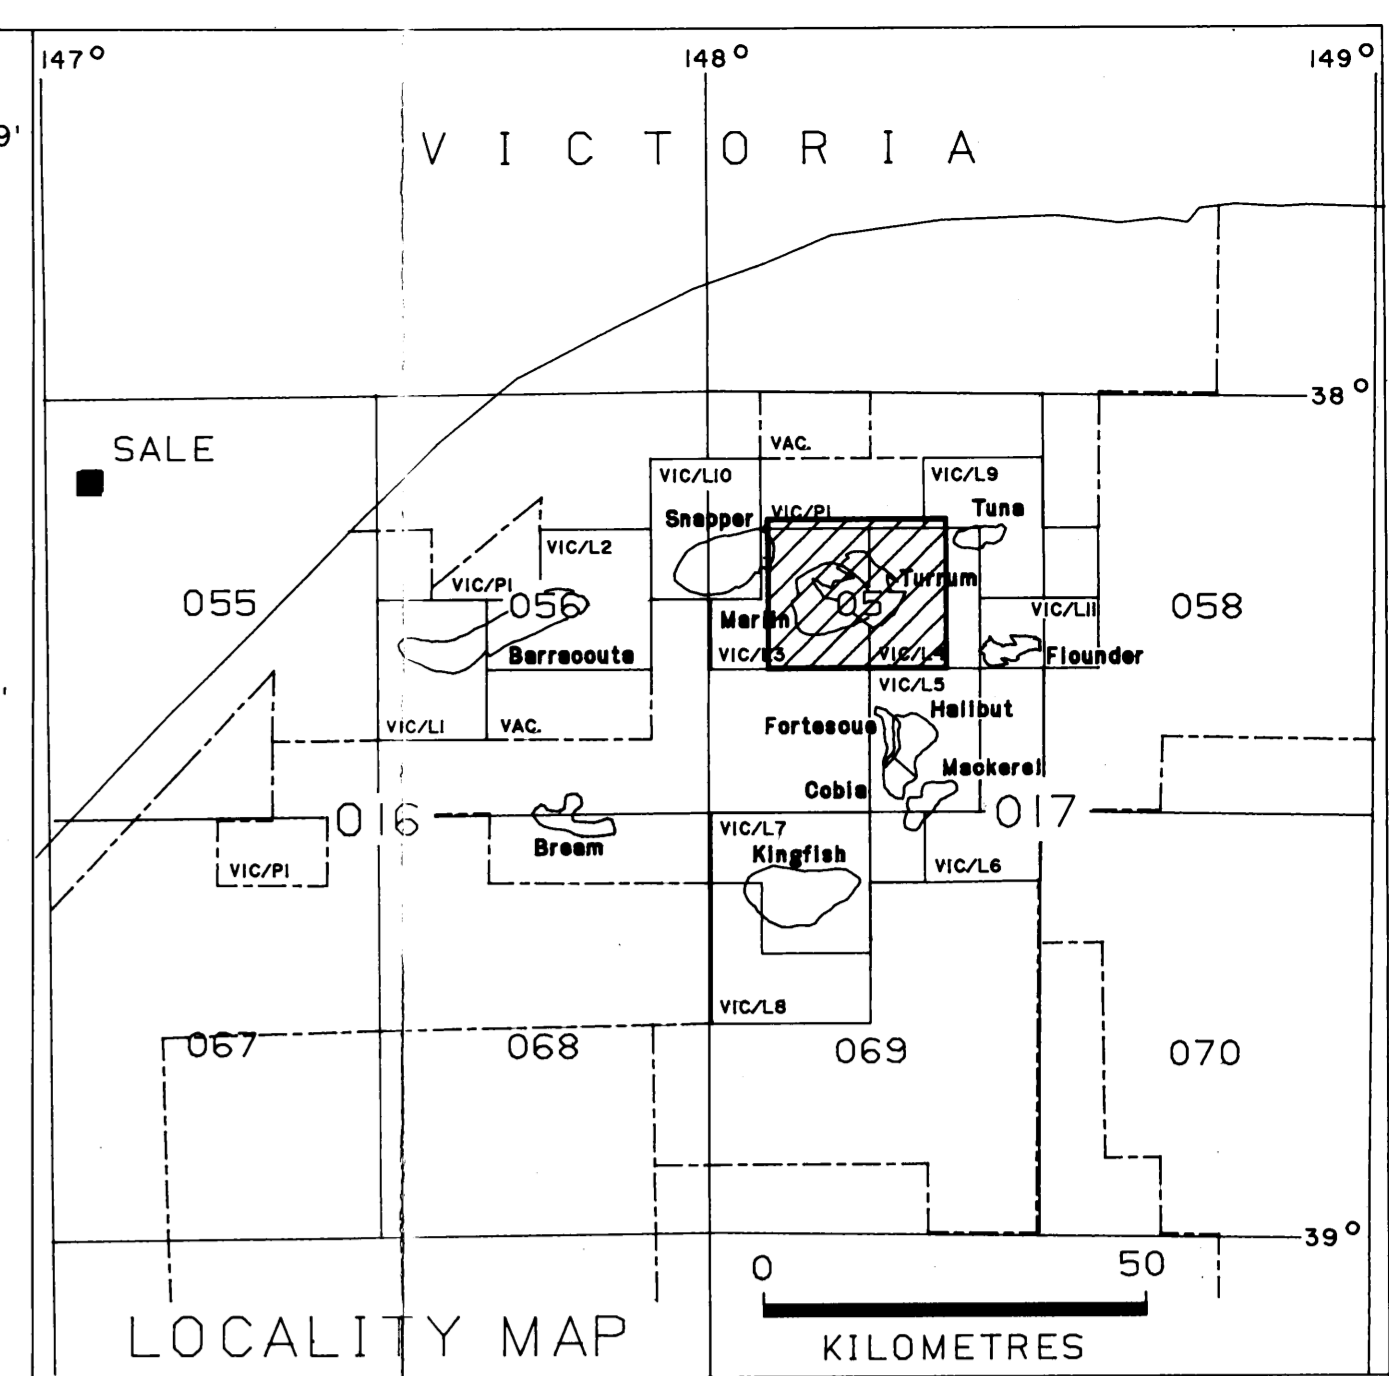 147° 148° 149°
9'
VICTORIA
38°
SALE
VAC.
VIC/L10 VIC/L9
Snapper VIC/P1 Tuna
VIC/L2
VIC/P1 Turrum
055 056 VIC/L11 058
Marlin
Barracouta VIC/L3 VIC/L4 Flounder
VIC/L5
'
Halibut
VIC/L1 VAC. Fortescue
Mackerel
Cobia
016 017
VIC/L7
Bream Kingfish
VIC/P1 VIC/L6
VIC/L8
067 068 069 070
39°
0 50
LOCALITY MAP
KILOMETRES